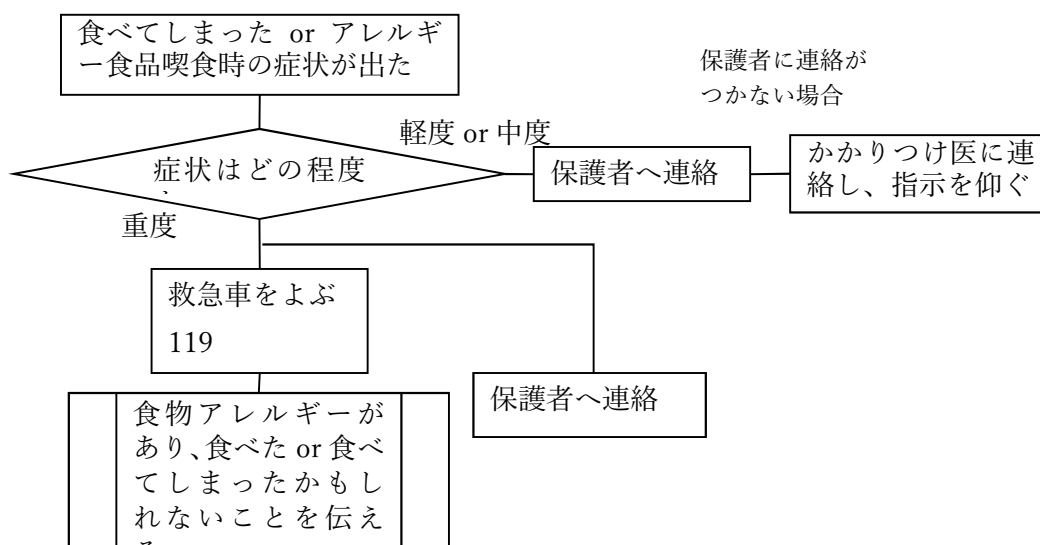 食べてしまった or アレルギ
ー食品喫食時の症状が出た
保護者に連絡が
つかない場合
軽度 or 中度
症状はどの程度
保護者へ連絡
かかりつけ医に連
絡し、指示を仰ぐ
重度
救急車をよぶ
119
保護者へ連絡
食物アレルギーが
あり、食べた or 食べ
てしまったかもし
れないことを伝え